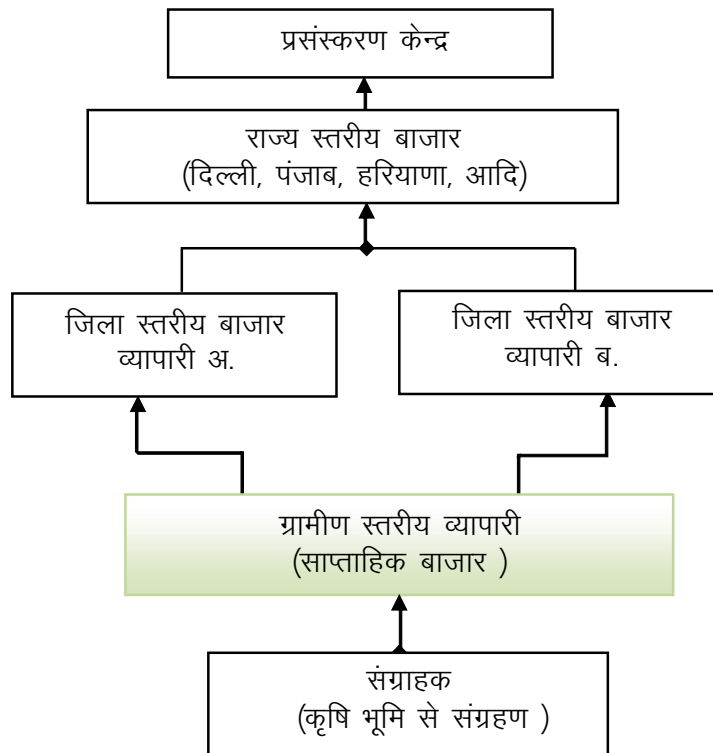 प्रसंस्करण केन्द्र
राज्य स्तरीय बाजार
(दिल्ली, पंजाब, हरियाणा, आदि)
जिला स्तरीय बाजार
व्यापारी अ.
जिला स्तरीय बाजार
व्यापारी ब.
ग्रामीण स्तरीय व्यापारी
(साप्ताहिक बाजार )
संग्राहक
(कृषि भूमि से संग्रहण )